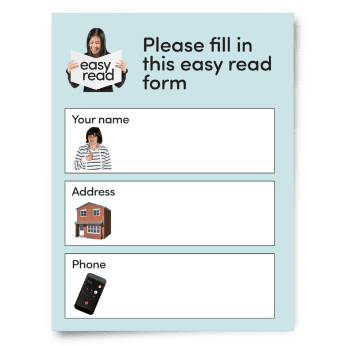 easy
read
Please fill in
this easy read
form
Your name
Address
Phone